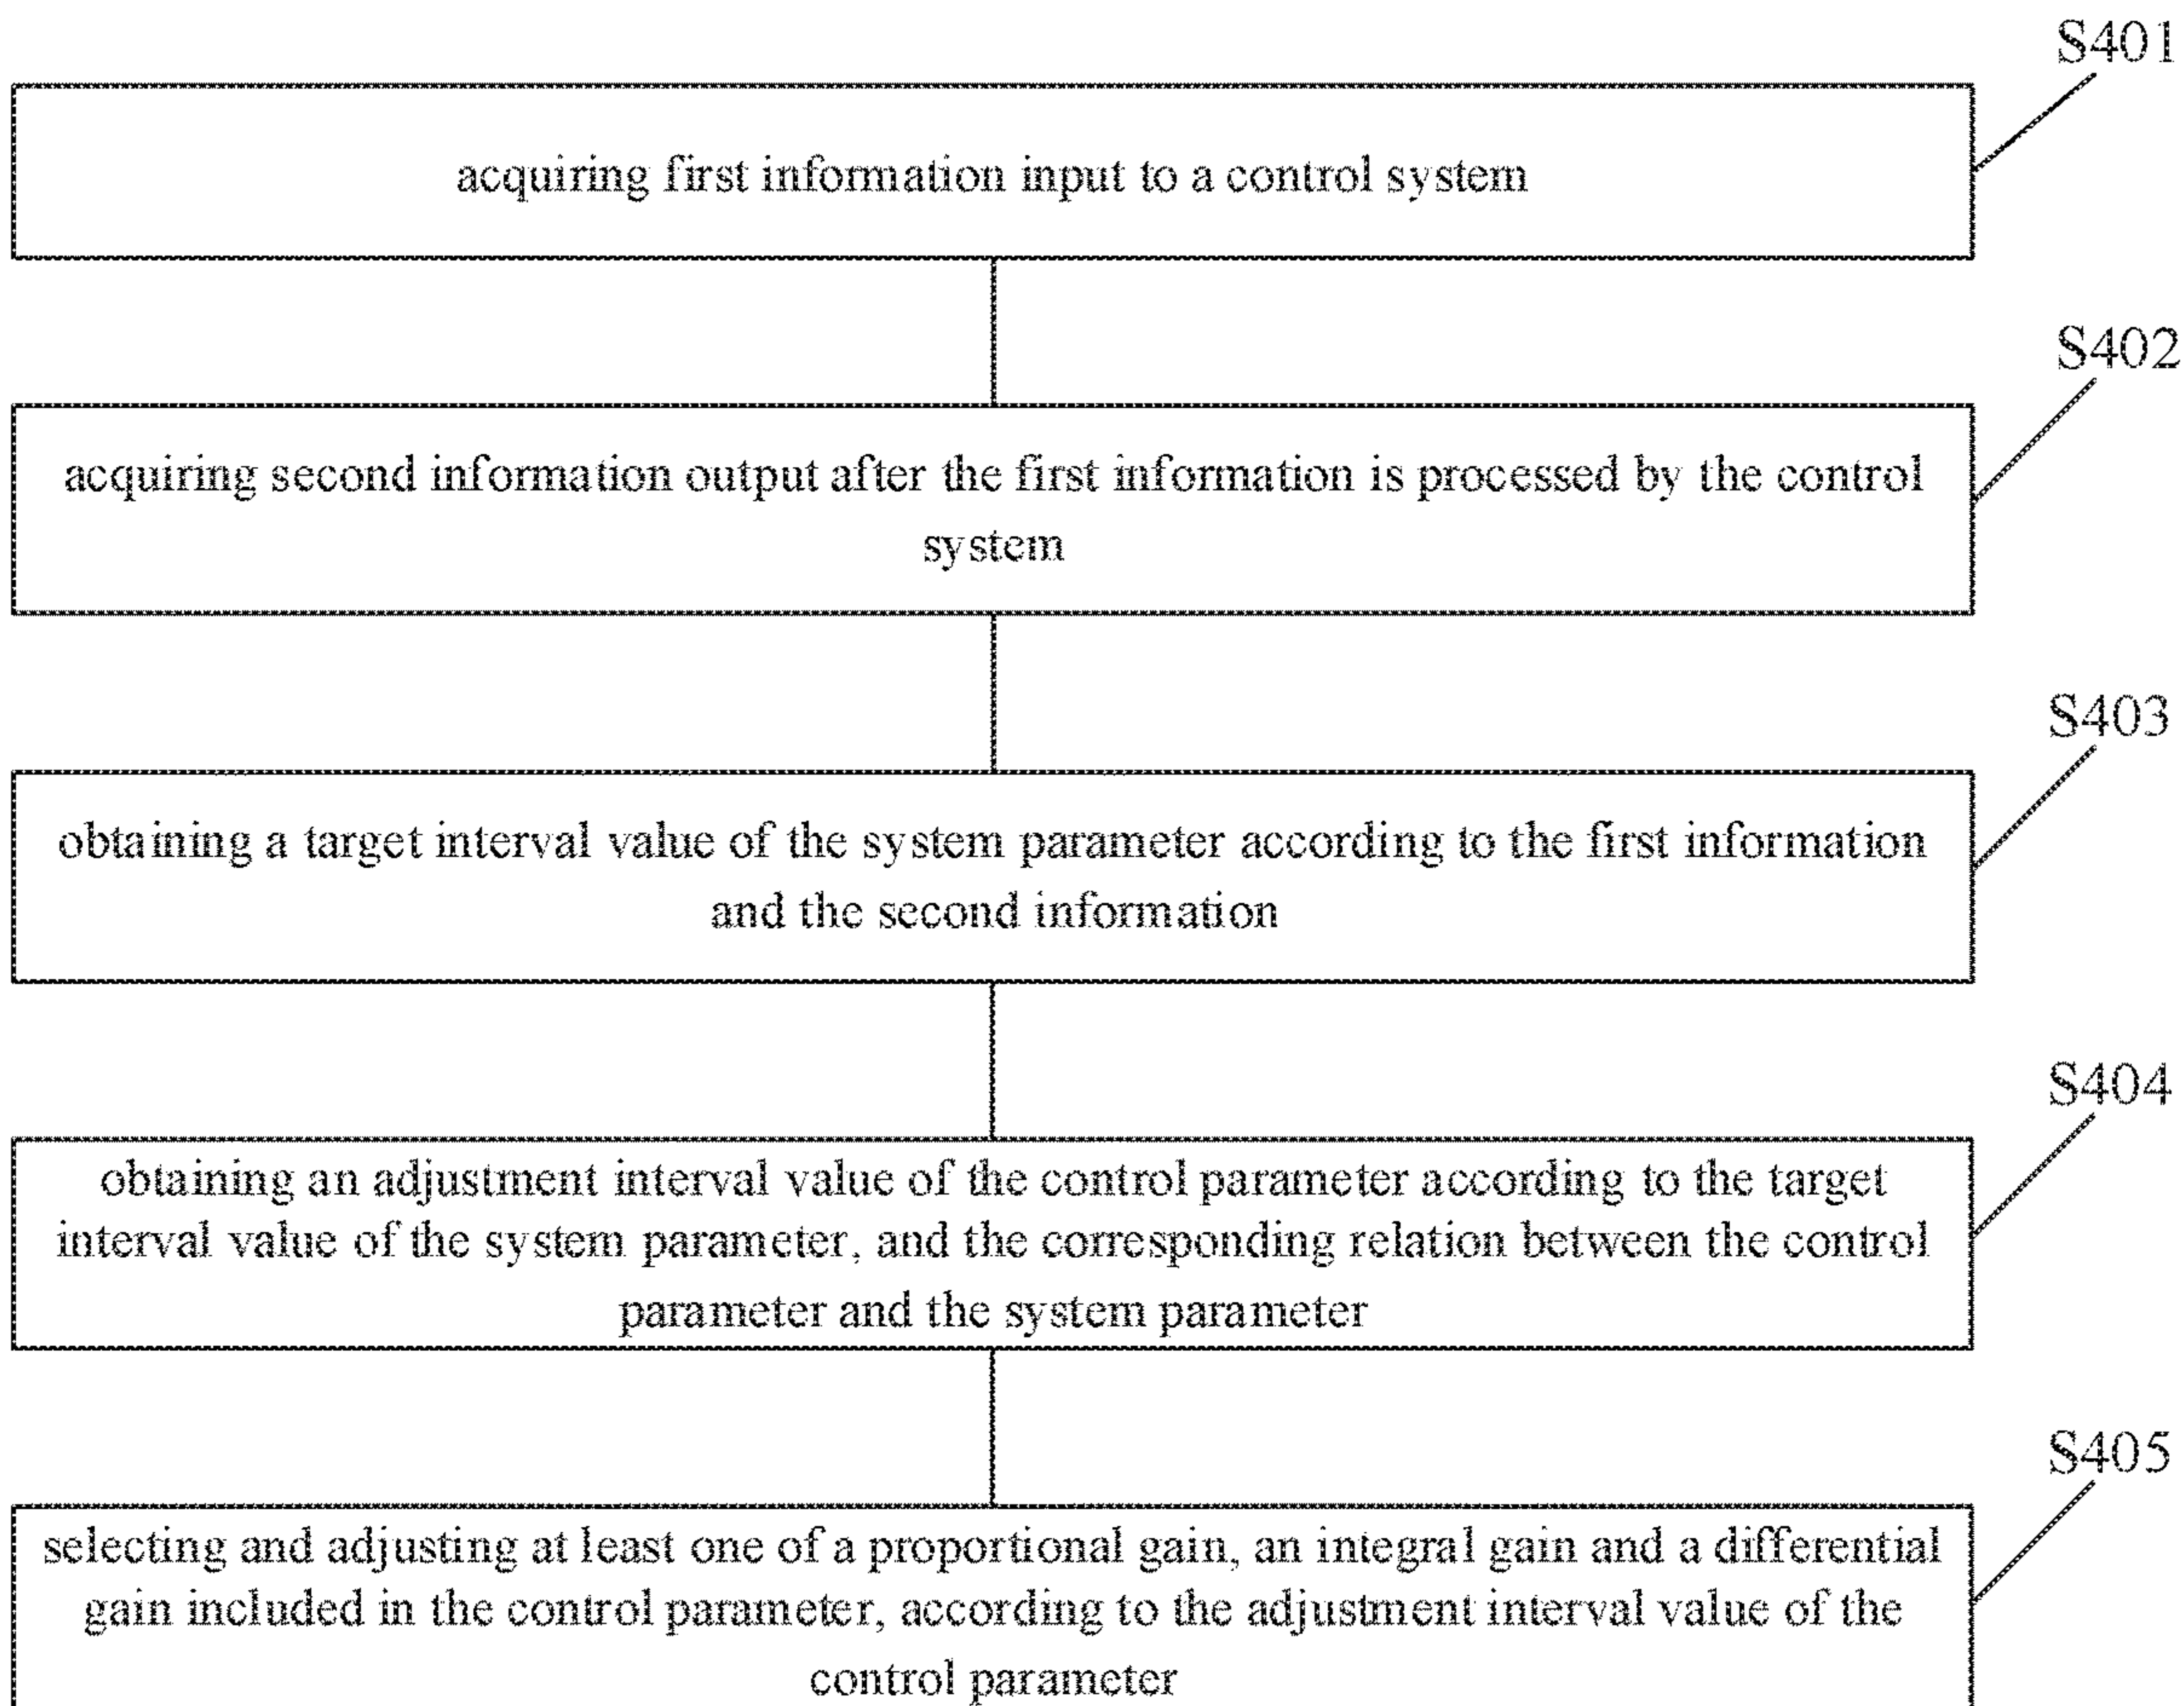 S401
acquiring first information input to a control system
S402
acquiring second information output after the first information is processed by the control
system
S403
obtaining a target interval value of the system parameter according to the first information
and the second information
S404
obtaining an adjustment interval value of the control parameter according to the target
interval value of the system parameter, and the corresponding relation between the control
parameter and the system parameter
S405
selecting and adjusting at least one of a proportional gain, an integral gain and a differential
gain included in the control parameter, according to the adjustment interval value of the
control parameter